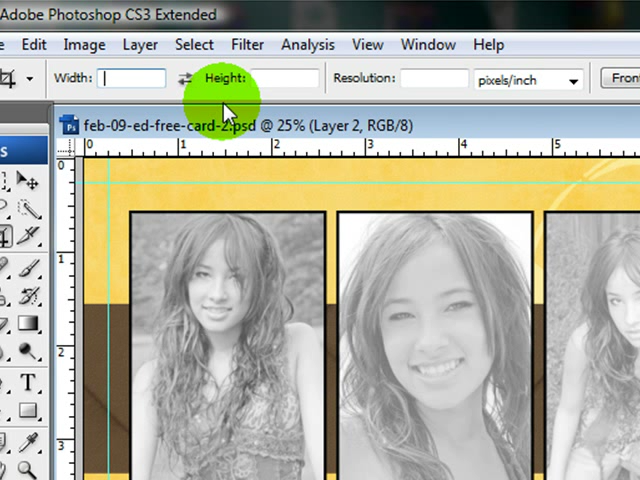 Adobe Photoshop CS3 Extended
e Edit Image Layer Select Filter Analysis View Window Help
Width: Height: Resolution: pixels/inch Fron
Ps feb-09-ed-free-card-2.psd @ 25% (Layer 2, RGB/8)
s
0 1 2 3 4 5
0
1
2
3
T